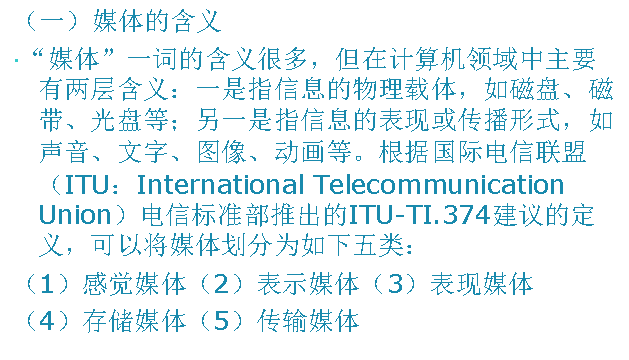 （一）媒体的含义
·“媒体”一词的含义很多，但在计算机领域中主要
有两层含义：一是指信息的物理载体，如磁盘、磁
带、光盘等；另一是指信息的表现或传播形式，如
声音、文字、图像、动画等。根据国际电信联盟
（ITU：International Telecommunication
Union）电信标准部推出的ITU-TI.374建议的定
义，可以将媒体划分为如下五类：
（1）感觉媒体（2）表示媒体（3）表现媒体
（4）存储媒体（5）传输媒体